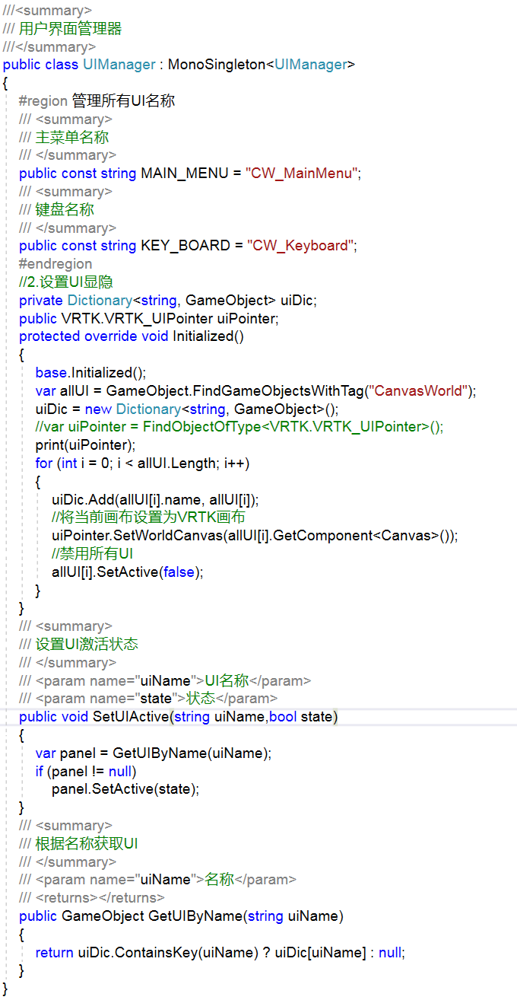 ///<summary>
/// 用户界面管理器
///</summary>
public class UIManager : MonoSingleton<UIManager>
{
#region 管理所有UI名称
/// <summary>
/// 主菜单名称
/// </summary>
public const string MAIN_MENU = "CW_MainMenu";
/// <summary>
/// 键盘名称
/// </summary>
public const string KEY_BOARD = "CW_Keyboard";
#endregion
//2.设置UI显隐
private Dictionary<string, GameObject> uiDic;
public VRTK.VRTK_UIPointer uiPointer;
protected override void Initialized()
{
base.Initialized();
var allUI = GameObject.FindGameObjectsWithTag("CanvasWorld");
uiDic = new Dictionary<string, GameObject>();
//var uiPointer = FindObjectOfType<VRTK.VRTK_UIPointer>();
print(uiPointer);
for (int i = 0; i < allUI.Length; i++)
{
uiDic.Add(allUI[i].name, allUI[i]);
//将当前画布设置为VRTK画布
uiPointer.SetWorldCanvas(allUI[i].GetComponent<Canvas>());
//禁用所有UI
allUI[i].SetActive(false);
}
}
/// <summary>
/// 设置UI激活状态
/// </summary>
/// <param name="uiName">UI名称</param>
/// <param name="state">状态</param>
public void SetUIActive(string uiName,bool state)
{
var panel = GetUIByName(uiName);
if (panel != null)
panel.SetActive(state);
}
/// <summary>
/// 根据名称获取UI
/// </summary>
/// <param name="uiName">名称</param>
/// <returns></returns>
public GameObject GetUIByName(string uiName)
{
return uiDic.ContainsKey(uiName) ? uiDic[uiName] : null;
}
}